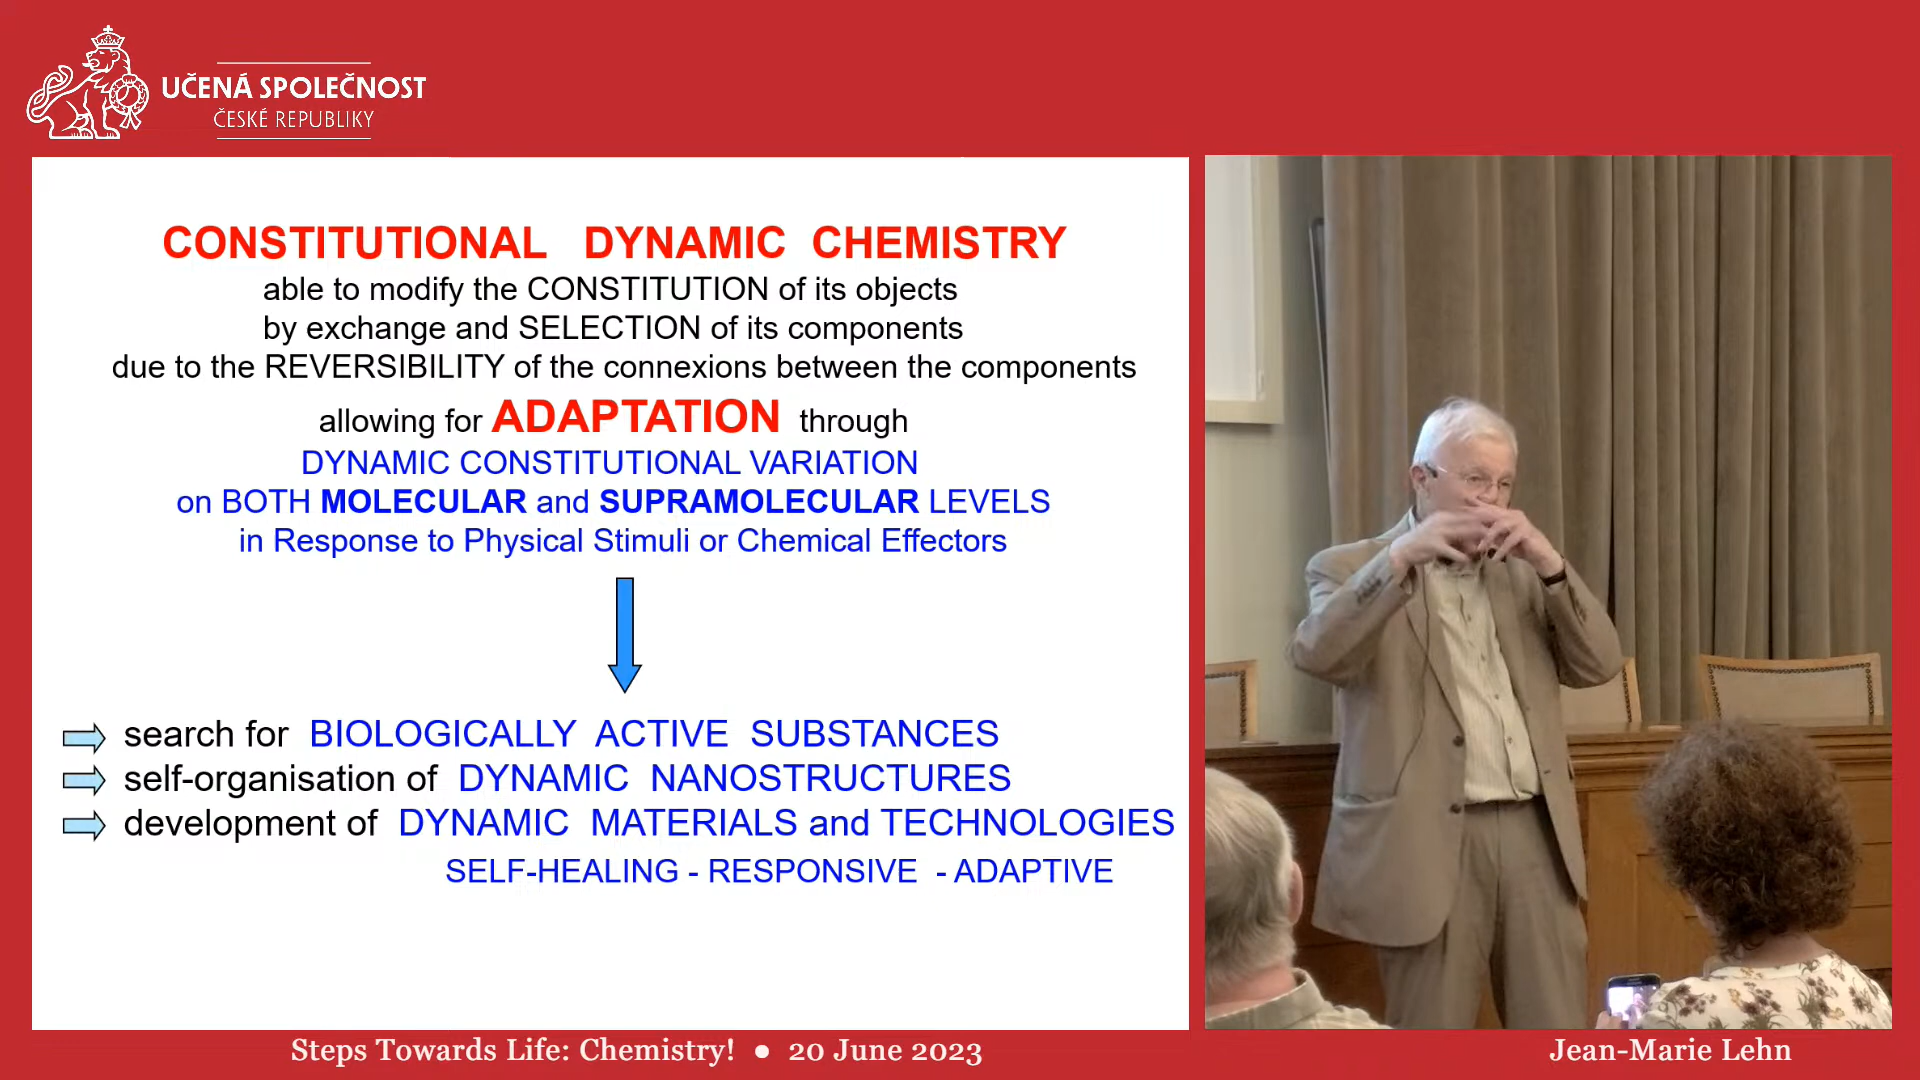 UČENÁ SPOLEČNOST
ČESKÉ REPUBLIKY
CONSTITUTIONAL DYNAMIC CHEMISTRY
able to modify the CONSTITUTION of its objects
by exchange and SELECTION of its components
due to the REVERSIBILITY of the connexions between the components
allowing for ADAPTATION through
DYNAMIC CONSTITUTIONAL VARIATION
on BOTH MOLECULAR and SUPRAMOLECULAR LEVELS
in Response to Physical Stimuli or Chemical Effectors
search for BIOLOGICALLY ACTIVE SUBSTANCES
self-organisation of DYNAMIC NANOSTRUCTURES
development of DYNAMIC MATERIALS and TECHNOLOGIES
SELF-HEALING - RESPONSIVE - ADAPTIVE
Steps Towards Life: Chemistry! ● 20 June 2023
Jean-Marie Lehn